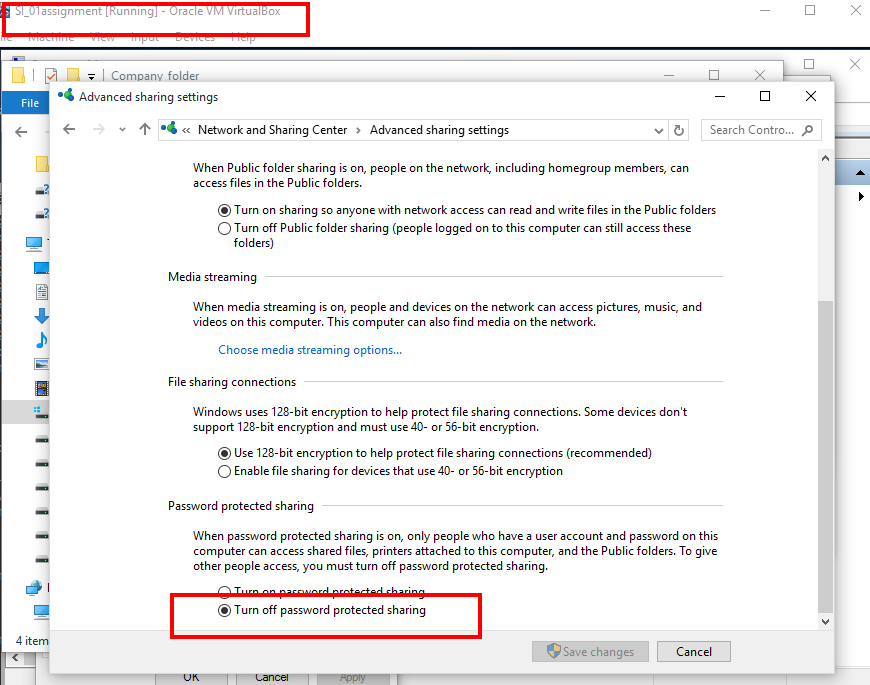 SI_01assignment [Running] - Oracle VM VirtualBox
Machine View Input Devices Help
Company folder
File
Advanced sharing settings
« Network and Sharing Center › Advanced sharing settings
Search Contro...
When Public folder sharing is on, people on the network, including homegroup members, can
access files in the Public folders.
Turn on sharing so anyone with network access can read and write files in the Public folders
Turn off Public folder sharing (people logged on to this computer can still access these
folders)
Media streaming
When media streaming is on, people and devices on the network can access pictures, music, and
videos on this computer. This computer can also find media on the network.
Choose media streaming options...
File sharing connections
Windows uses 128-bit encryption to help protect file sharing connections. Some devices don't
support 128-bit encryption and must use 40- or 56-bit encryption.
Use 128-bit encryption to help protect file sharing connections (recommended)
Enable file sharing for devices that use 40- or 56-bit encryption
Password protected sharing
When password protected sharing is on, only people who have a user account and password on this
computer can access shared files, printers attached to this computer, and the Public folders. To give
other people access, you must turn off password protected sharing.
Turn on password protected sharing
Turn off password protected sharing
4 item
Save changes
Cancel
OK
Cancel
Apply